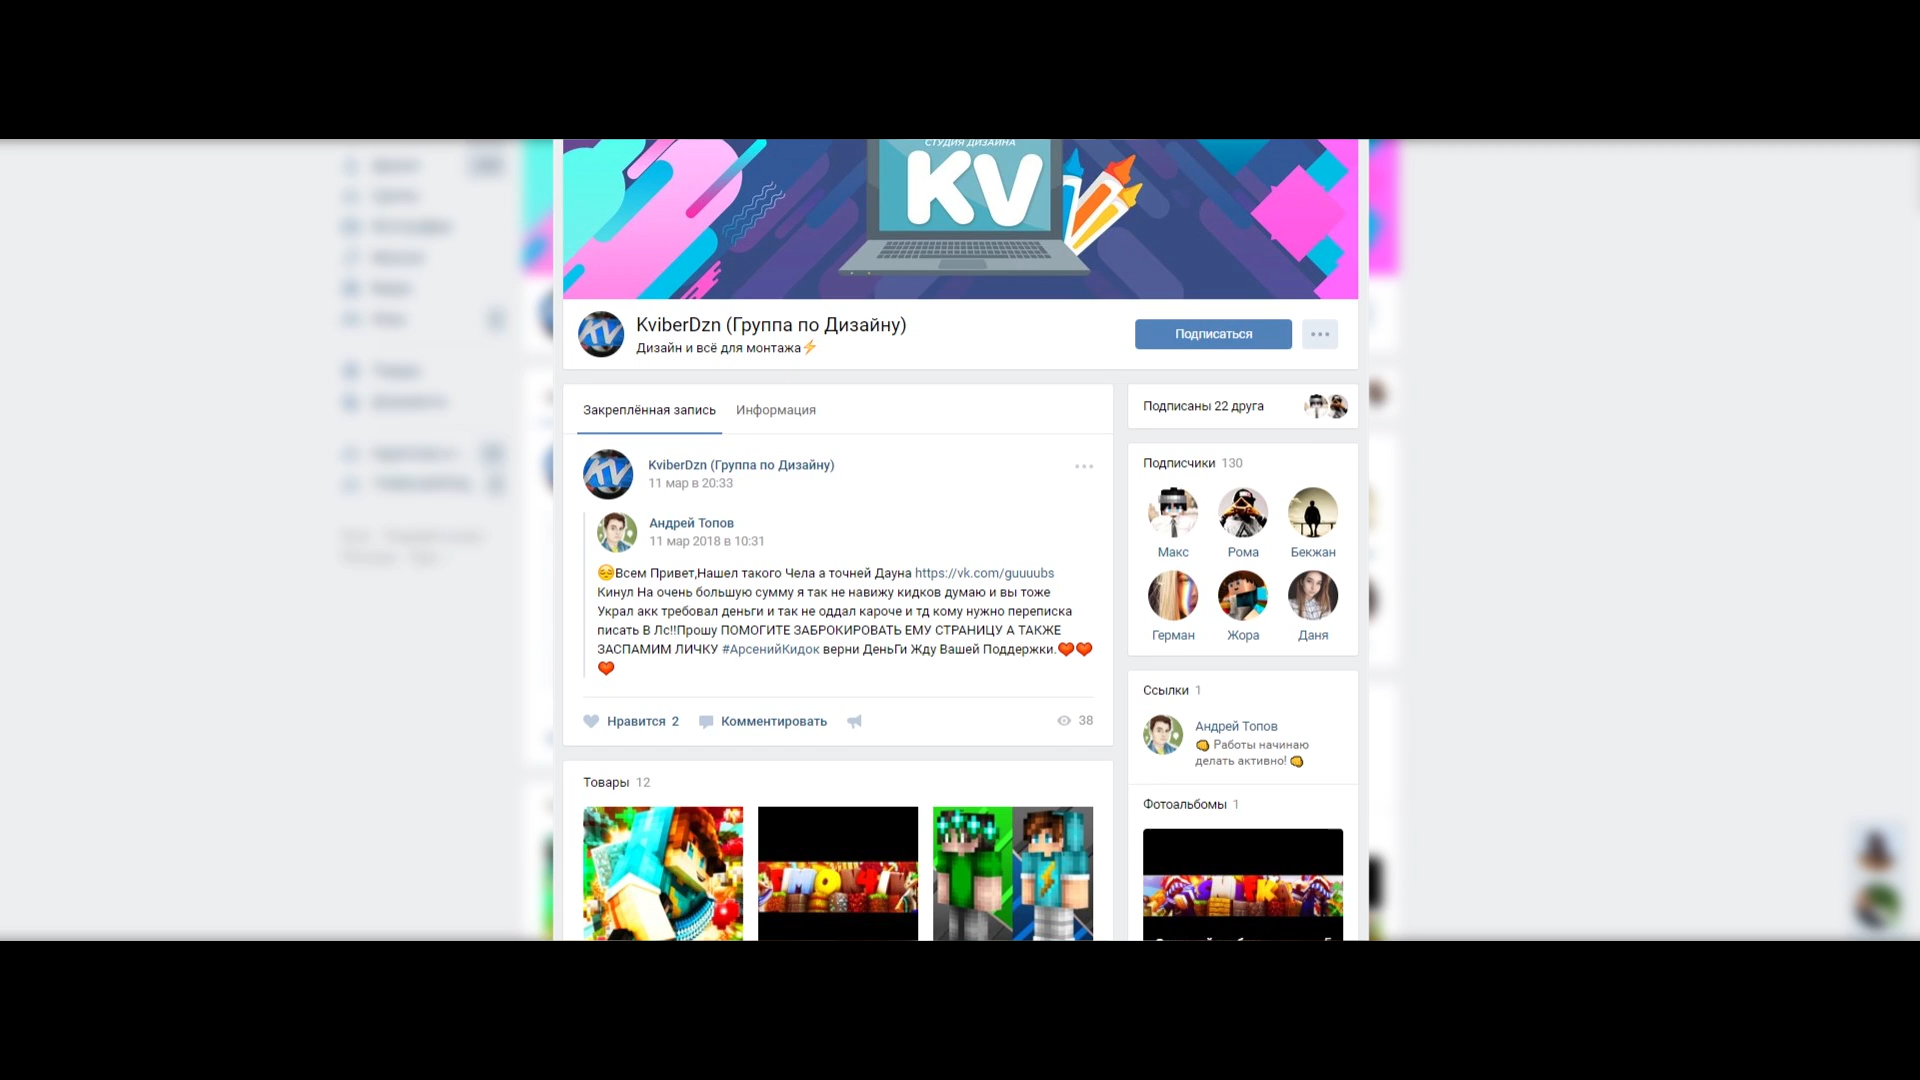 СТУДИЯ ДИЗАЙНА
KV
KviberDzn (Группа по Дизайну)
Дизайн и всё для монтажа⚡
Подписаться
Закреплённая запись Информация
KviberDzn (Группа по Дизайну)
11 мар в 20:33
Андрей Топов
11 мар 2018 в 10:31
😔Всем Привет,Нашел такого Чела а точней Дауна https://vk.com/guuuubs
Кинул На очень большую сумму я так не навижу кидков думаю и вы тоже
Украл акк требовал деньги и так не оддал кароче и тд кому нужно переписка
писать В Лс!!Прошу ПОМОГИТЕ ЗАБРОКИРОВАТЬ ЕМУ СТРАНИЦУ А ТАКЖЕ
ЗАСПАМИМ ЛИЧКУ #АрсенийКидок верни ДеньГи Жду Вашей Поддержки.❤❤
❤
Нравится 2 Комментировать 38
Товары 12
Подписаны 22 друга
Подписчики 130
Макс Рома Бекжан
Герман Жора Даня
Ссылки 1
Андрей Топов
👊 Работы начинаю
делать активно! 👊
Фотоальбомы 1